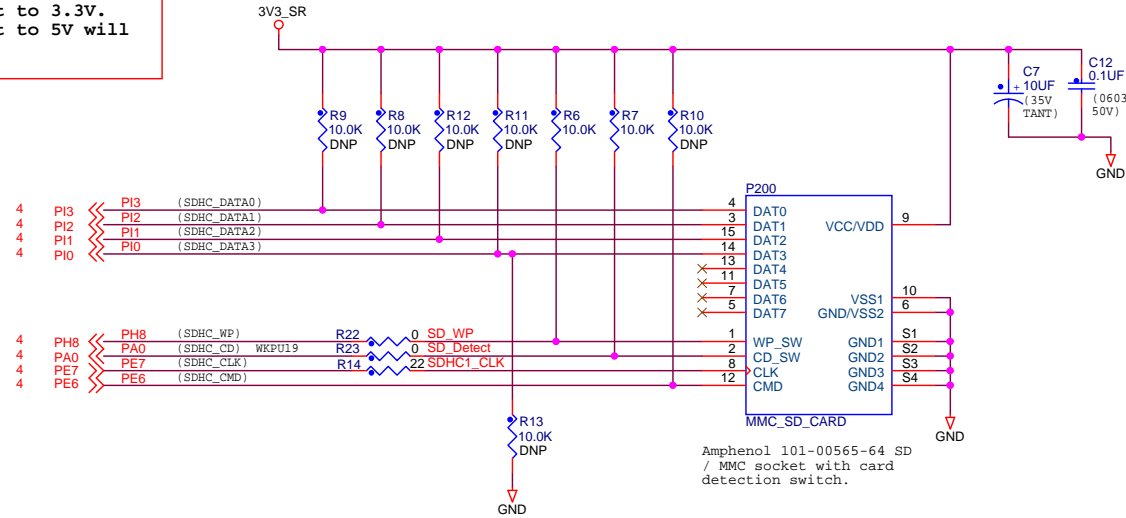 t to 3.3V.
t to 5V will
3V3_SR
C7
10UF
+
(35V
TANT)
C12
0.1UF
(0603
50V)
GND
R9
10.0K
DNP
R8
10.0K
DNP
R12
10.0K
DNP
R11
10.0K
DNP
R6
10.0K
R7
10.0K
R10
10.0K
DNP
4 PI3 PI3 (SDHC_DATA0)
4 PI2 PI2 (SDHC_DATA1)
4 PI1 PI1 (SDHC_DATA2)
4 PI0 PI0 (SDHC_DATA3)
4 PH8 PH8 (SDHC_WP) R22 0 SD_WP
4 PA0 PA0 (SDHC_CD) WKPU19 R23 0 SD_Detect
4 PE7 PE7 (SDHC_CLK) R14 22 SDHC1_CLK
4 PE6 PE6 (SDHC_CMD)
P200
4 DAT0
3 DAT1
15 DAT2
14 DAT3
13 DAT4
11 DAT5
7 DAT6
5 DAT7
1 WP_SW
2 CD_SW
8 CLK
12 CMD
VCC/VDD 9
VSS1 10
GND/VSS2 6
GND1 S1
GND2 S2
GND3 S3
GND4 S4
MMC_SD_CARD
GND
R13
10.0K
DNP
GND
Amphenol 101-00565-64 SD
/ MMC socket with card
detection switch.